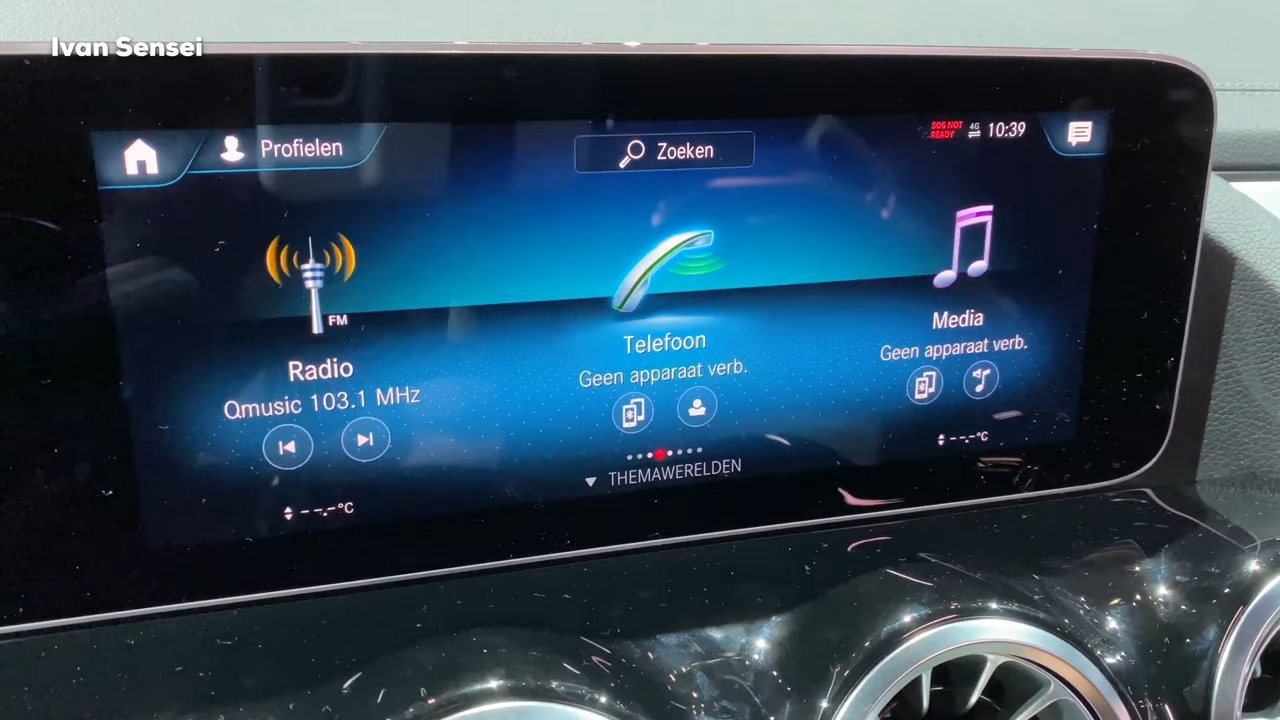 Ivan Sensei
Profielen
Zoeken
SOS NOT
READY
4G
10:39
FM
Radio
Qmusic 103.1 MHz
Telefoon
Geen apparaat verb.
Media
Geen apparaat verb.
THEMAWERELDEN
--.-°C
--.-°C